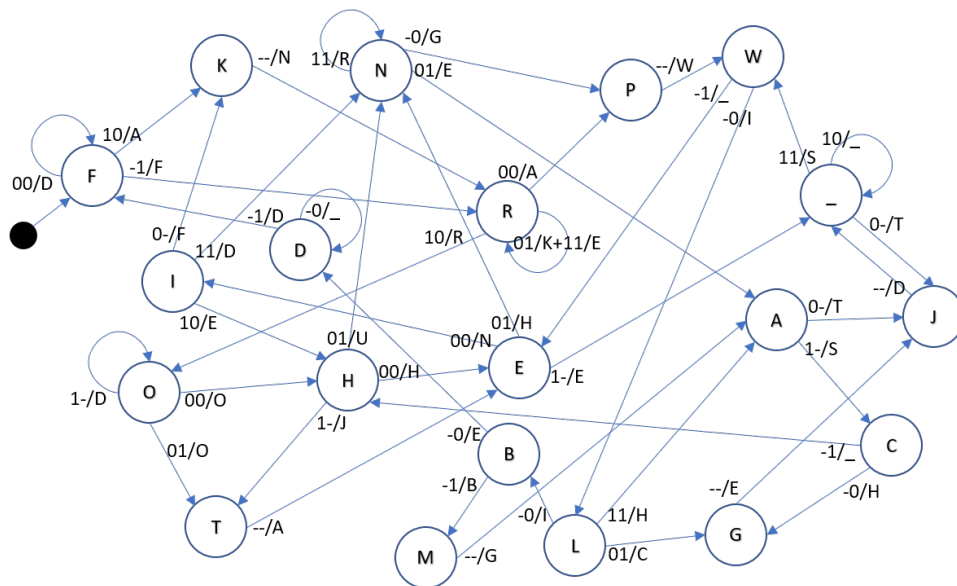 K
--/N
11/R
N
-0/G
01/E
P
--/W
W
-1/_
-0/I
10/A
00/D
F
-1/F
00/A
R
10/R
01/K+11/E
11/S
10/_
_
0-/T
-1/D
-0/_
D
0-/F
11/D
I
10/E
--/D
J
A
0-/T
1-/S
01/H
00/N
E
1-/E
01/U
H
00/H
1-/J
O
1-/D
00/O
01/O
-0/E
B
-1/B
C
-1/_
-0/H
T
--/A
M
--/G
-0/I
L
11/H
01/C
--/E
G